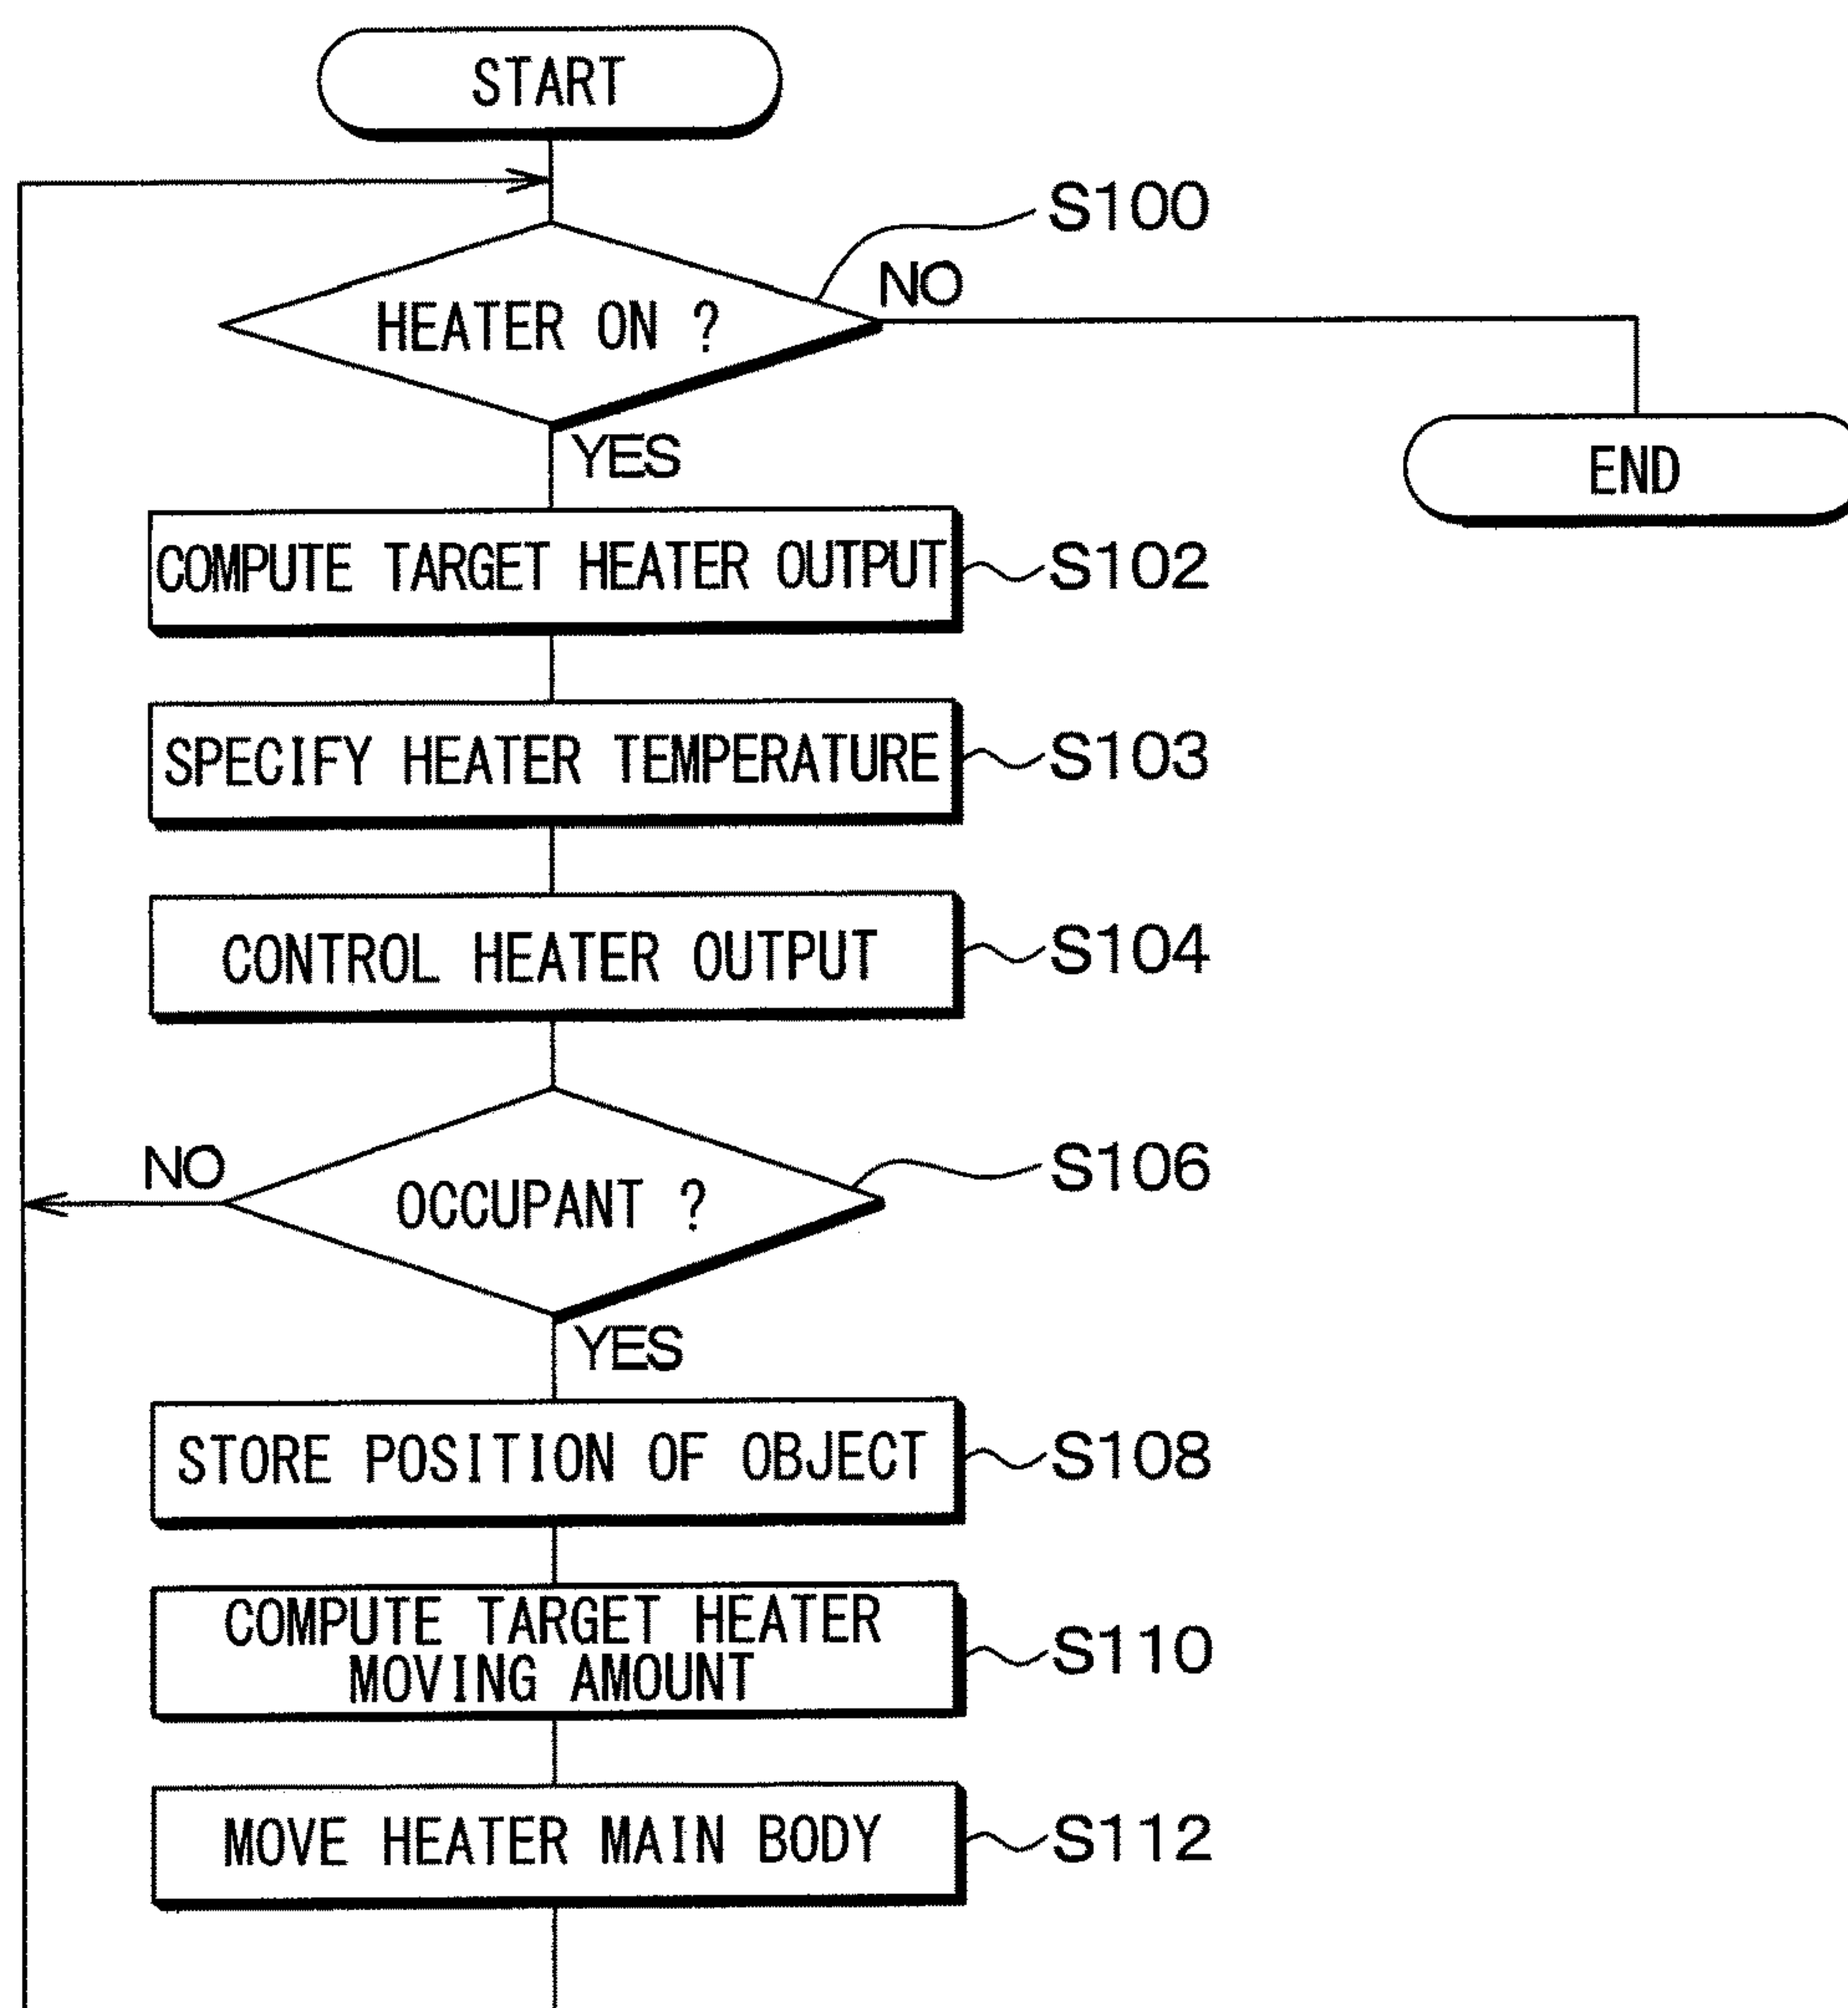 START
S100
HEATER ON ?
NO
END
YES
COMPUTE TARGET HEATER OUTPUT
S102
SPECIFY HEATER TEMPERATURE
S103
CONTROL HEATER OUTPUT
S104
NO
OCCUPANT ?
S106
YES
STORE POSITION OF OBJECT
S108
COMPUTE TARGET HEATER
MOVING AMOUNT
S110
MOVE HEATER MAIN BODY
S112